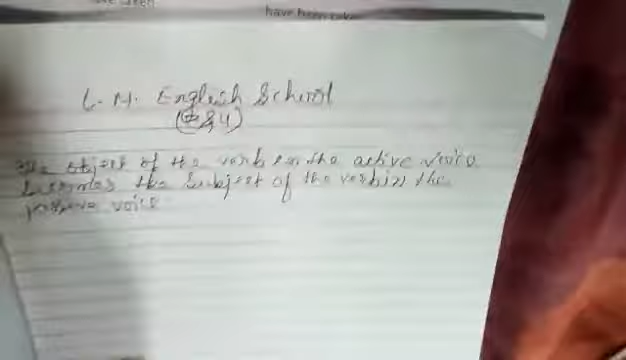 have been
L. N. English School
The object of the verb in the active voice
becomes the subject of the verb in the
passive voice